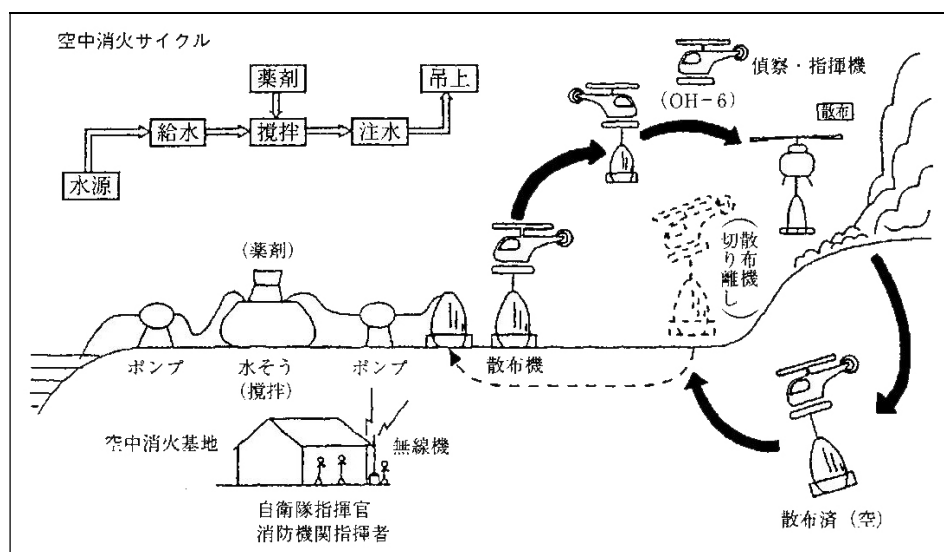 空中消火サイクル
薬剤
吊上
給水
攪拌
注水
水源
偵察・指揮機
(OH-6)
散布
(散布機
切り離し)
(薬剤)
ポンプ
水そう
(攪拌)
ポンプ
散布機
空中消火基地
無線機
自衛隊指揮官
消防機関指揮者
散布済(空)